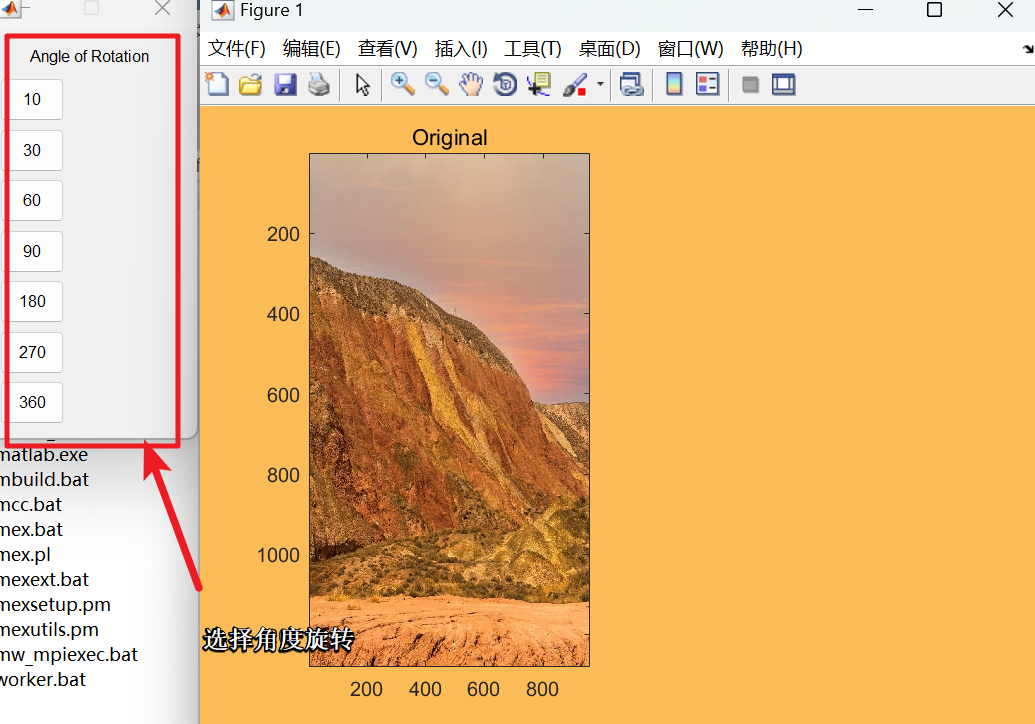 Figure 1
Angle of Rotation
10
30
60
90
180
270
360
matlab.exe
mbuild.bat
mcc.bat
mex.bat
mex.pl
mexext.bat
mexsetup.pm
mexutils.pm
mw_mpiexec.bat
worker.bat
文件(F) 编辑(E) 查看(V) 插入(I) 工具(T) 桌面(D) 窗口(W) 帮助(H)
Original
200
400
600
800
1000
200 400 600 800
选择角度旋转